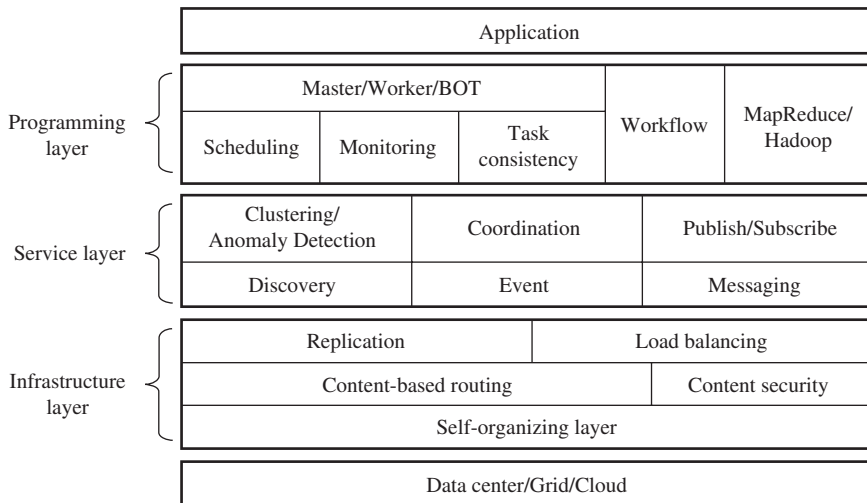 Application
Programming
layer
Master/Worker/BOT
Scheduling
Monitoring
Task
consistency
Workflow
MapReduce/
Hadoop
Service layer
Clustering/
Anomaly Detection
Coordination
Publish/Subscribe
Discovery
Event
Messaging
Infrastructure
layer
Replication
Load balancing
Content-based routing
Content security
Self-organizing layer
Data center/Grid/Cloud